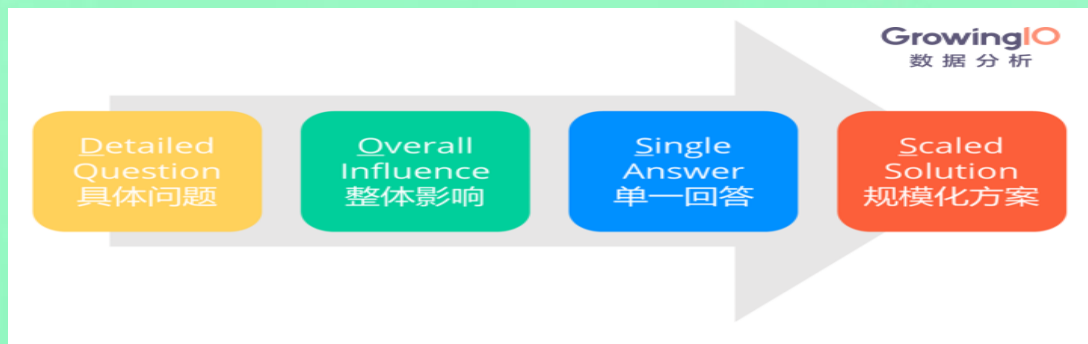 GrowingIO
数据分析
Detailed
Question
具体问题
Overall
Influence
整体影响
Single
Answer
单一回答
Scaled
Solution
规模化方案